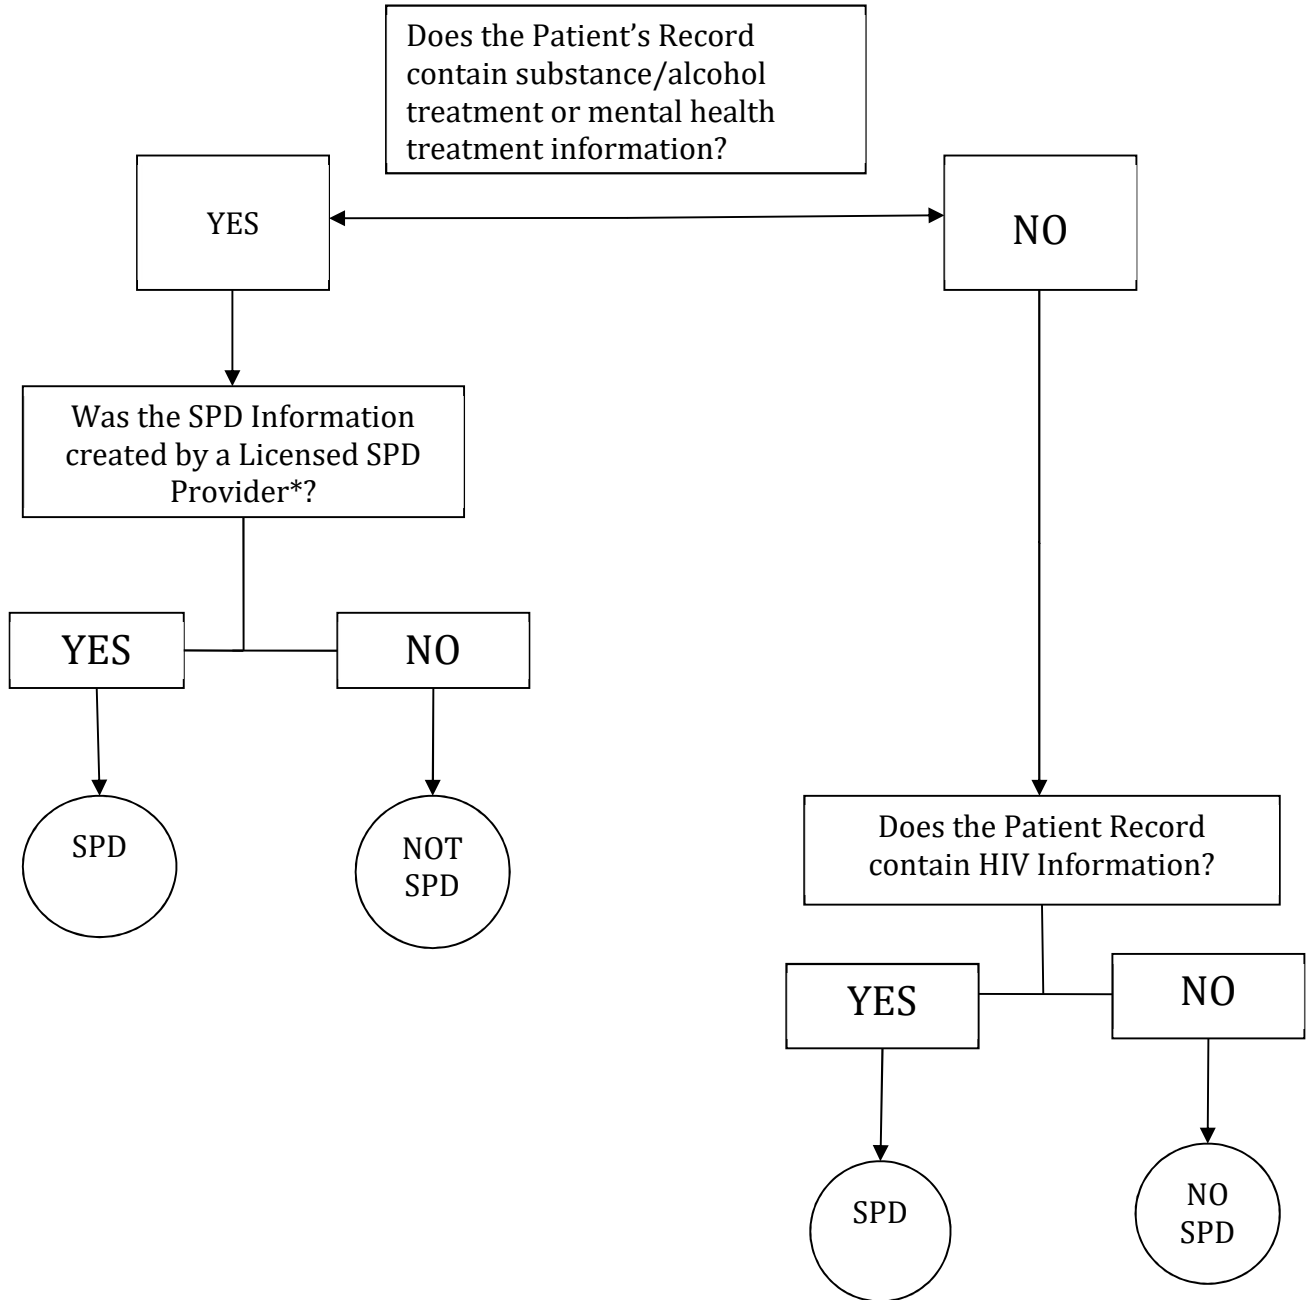 Does the Patient’s Record
contain substance/alcohol
treatment or mental health
treatment information?
YES
NO
Was the SPD Information
created by a Licensed SPD
Provider*?
YES
NO
SPD
NOT
SPD
Does the Patient Record
contain HIV Information?
YES
NO
SPD
NO
SPD